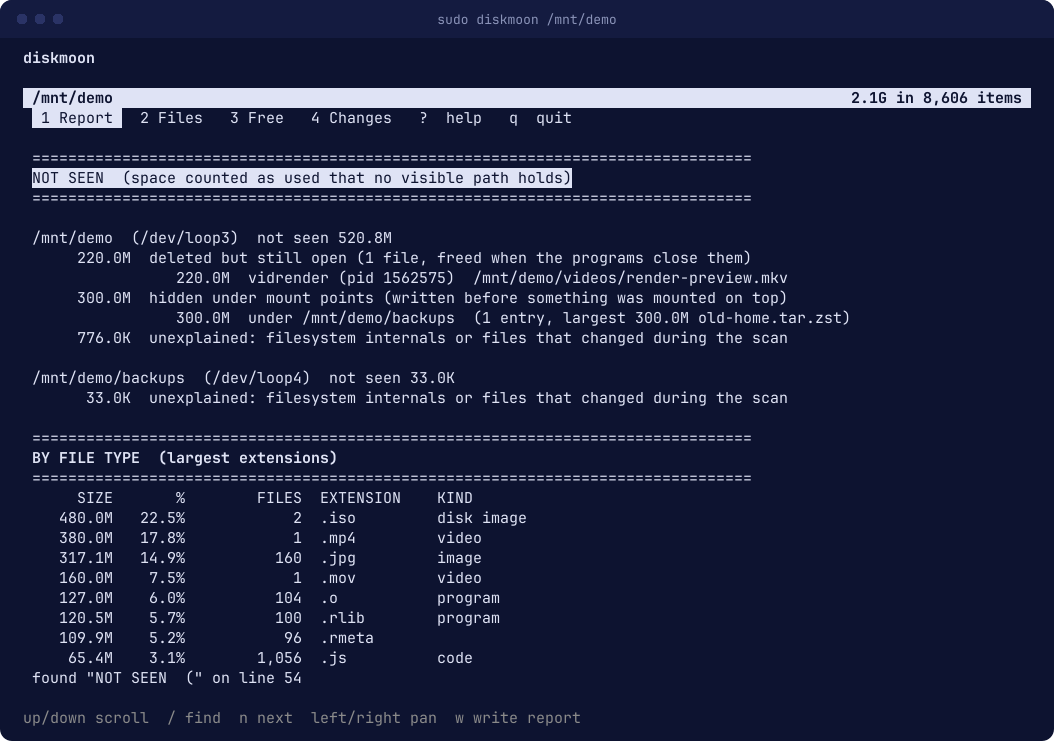 sudo diskmoon /mnt/demo
diskmoon
/mnt/demo 2.1G in 8,606 items
1 Report 2 Files 3 Free 4 Changes ? help q quit
================================================================================
NOT SEEN (space counted as used that no visible path holds)
================================================================================
/mnt/demo (/dev/loop3) not seen 520.8M
220.0M deleted but still open (1 file, freed when the programs close them)
220.0M vidrender (pid 1562575) /mnt/demo/videos/render-preview.mkv
300.0M hidden under mount points (written before something was mounted on top)
300.0M under /mnt/demo/backups (1 entry, largest 300.0M old-home.tar.zst)
776.0K unexplained: filesystem internals or files that changed during the scan
/mnt/demo/backups (/dev/loop4) not seen 33.0K
33.0K unexplained: filesystem internals or files that changed during the scan
================================================================================
BY FILE TYPE (largest extensions)
================================================================================
SIZE % FILES EXTENSION KIND
480.0M 22.5% 2 .iso disk image
380.0M 17.8% 1 .mp4 video
317.1M 14.9% 160 .jpg image
160.0M 7.5% 1 .mov video
127.0M 6.0% 104 .o program
120.5M 5.7% 100 .rlib program
109.9M 5.2% 96 .rmeta
65.4M 3.1% 1,056 .js code
found "NOT SEEN (" on line 54
up/down scroll / find n next left/right pan w write report